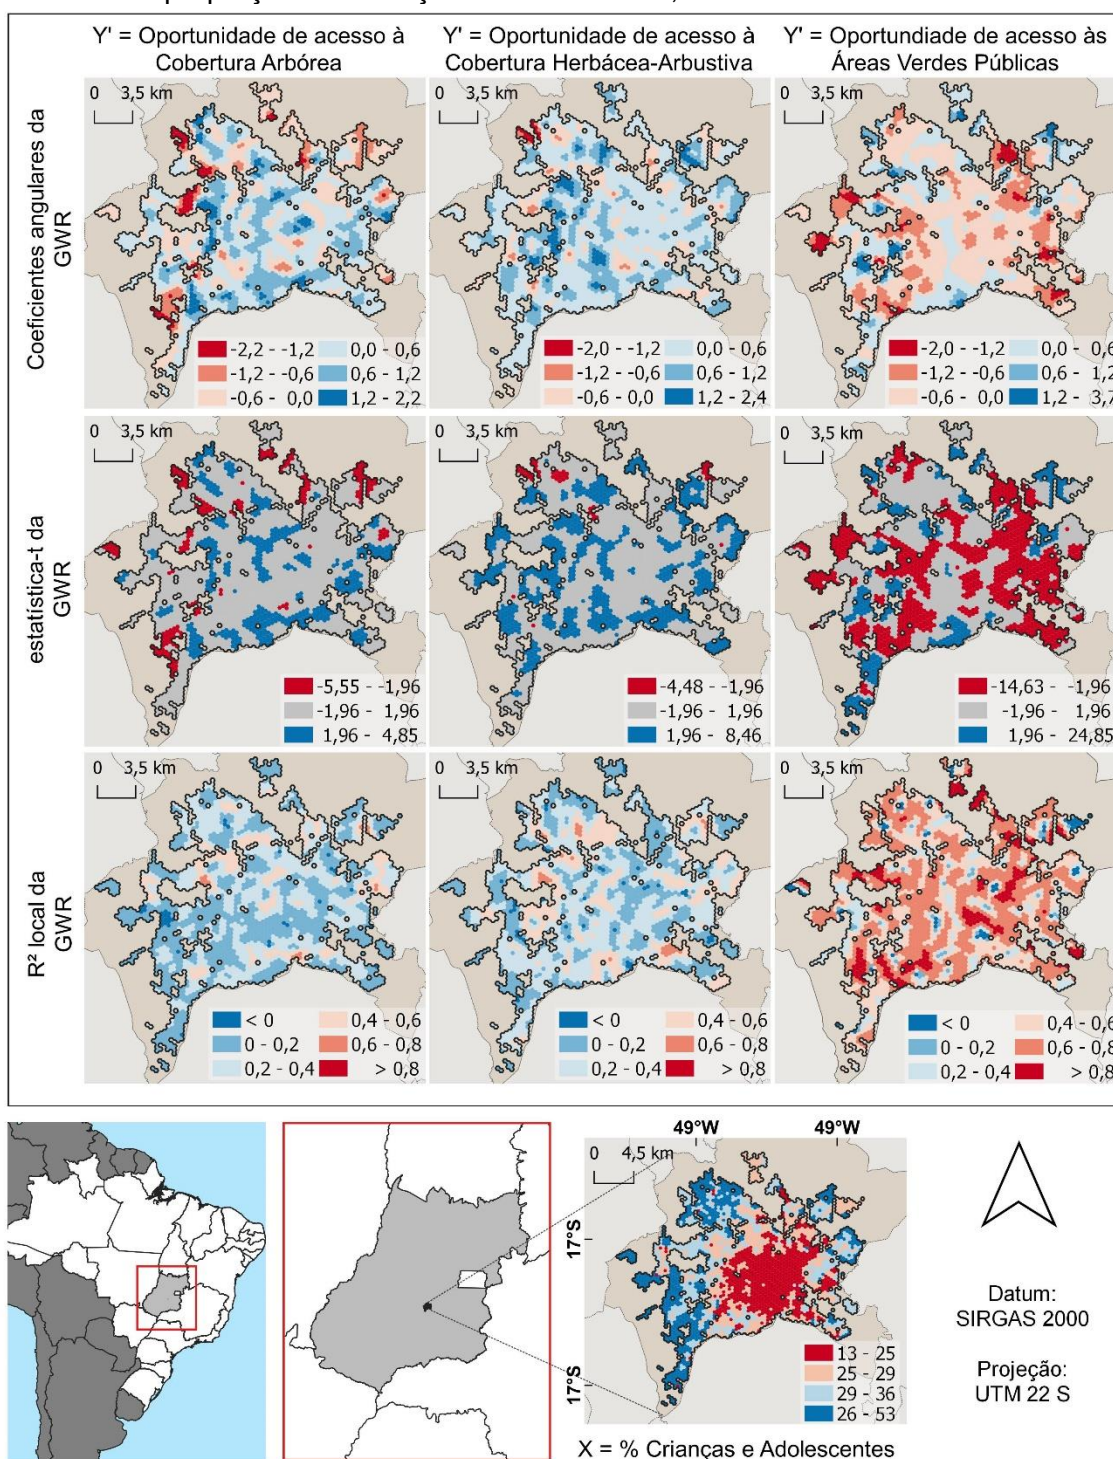 Y' = Oportunidade de acesso à
Cobertura Arbórea
Y' = Oportunidade de acesso à
Cobertura Herbácea-Arbustiva
Y' = Oportundiade de acesso às
Áreas Verdes Públicas
Coeficientes angulares da
GWR
0 3,5 km
-2,2 - -1,2
-1,2 - -0,6
-0,6 - 0,0
0,0 - 0,6
0,6 - 1,2
1,2 - 2,2
0 3,5 km
-2,0 - -1,2
-1,2 - -0,6
-0,6 - 0,0
0,0 - 0,6
0,6 - 1,2
1,2 - 2,4
0 3,5 km
-2,0 - -1,2
-1,2 - -0,6
-0,6 - 0,0
0,0 - 0,6
0,6 - 1,2
1,2 - 3,7
estatística-t da
GWR
0 3,5 km
-5,55 - -1,96
-1,96 - 1,96
1,96 - 4,85
0 3,5 km
-4,48 - -1,96
-1,96 - 1,96
1,96 - 8,46
0 3,5 km
-14,63 - -1,96
-1,96 - 1,96
1,96 - 24,85
R² local da
GWR
0 3,5 km
< 0
0 - 0,2
0,2 - 0,4
0,4 - 0,6
0,6 - 0,8
> 0,8
0 3,5 km
< 0
0 - 0,2
0,2 - 0,4
0,4 - 0,6
0,6 - 0,8
> 0,8
0 3,5 km
< 0
0 - 0,2
0,2 - 0,4
0,4 - 0,6
0,6 - 0,8
> 0,8
49°W 49°W
0 4,5 km
17°S
17°S
13 - 25
25 - 29
29 - 36
26 - 53
X = % Crianças e Adolescentes
Datum:
SIRGAS 2000
Projeção:
UTM 22 S